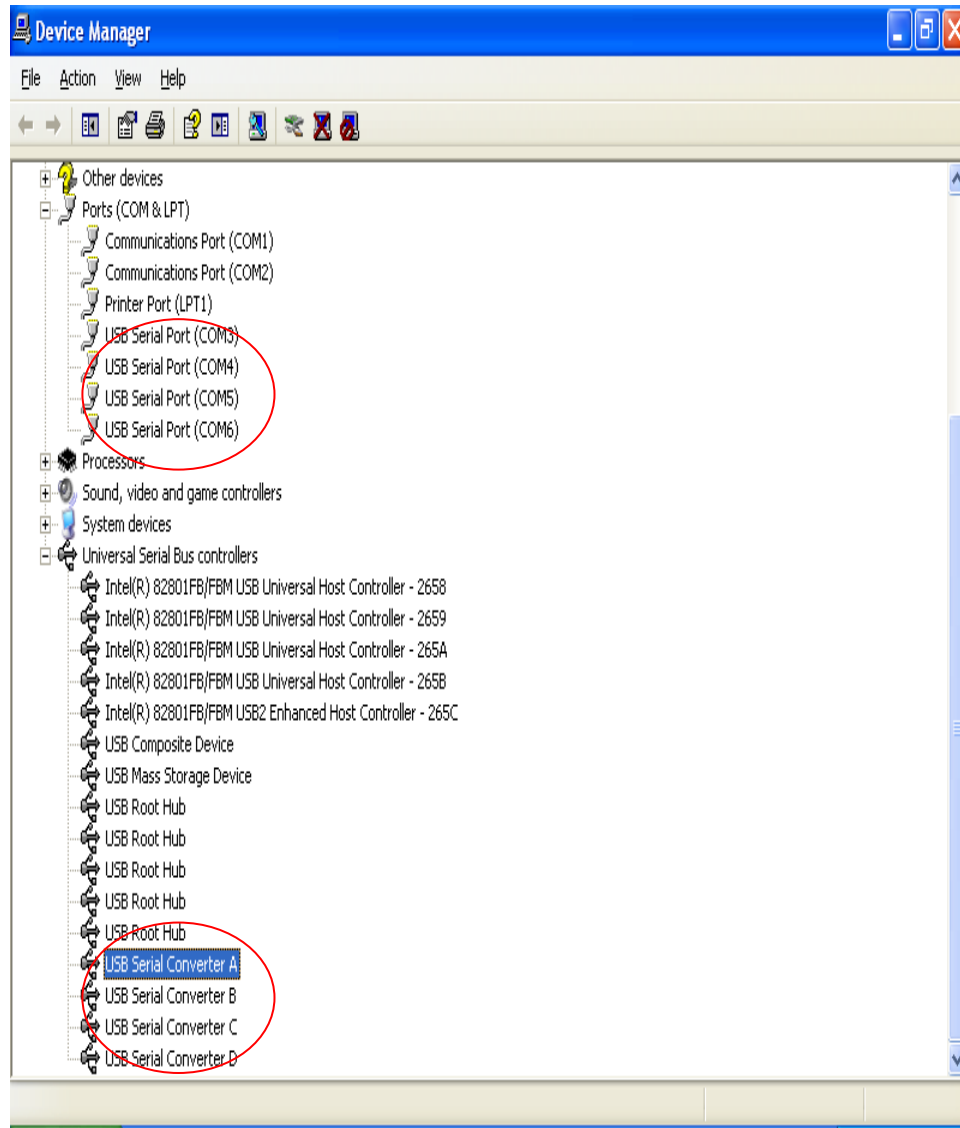 Device Manager
File Action View Help
Other devices
Ports (COM & LPT)
Communications Port (COM1)
Communications Port (COM2)
Printer Port (LPT1)
USB Serial Port (COM3)
USB Serial Port (COM4)
USB Serial Port (COM5)
USB Serial Port (COM6)
Processors
Sound, video and game controllers
System devices
Universal Serial Bus controllers
Intel(R) 82801FB/FBM USB Universal Host Controller - 2658
Intel(R) 82801FB/FBM USB Universal Host Controller - 2659
Intel(R) 82801FB/FBM USB Universal Host Controller - 265A
Intel(R) 82801FB/FBM USB Universal Host Controller - 265B
Intel(R) 82801FB/FBM USB2 Enhanced Host Controller - 265C
USB Composite Device
USB Mass Storage Device
USB Root Hub
USB Root Hub
USB Root Hub
USB Root Hub
USB Root Hub
USB Serial Converter A
USB Serial Converter B
USB Serial Converter C
USB Serial Converter D